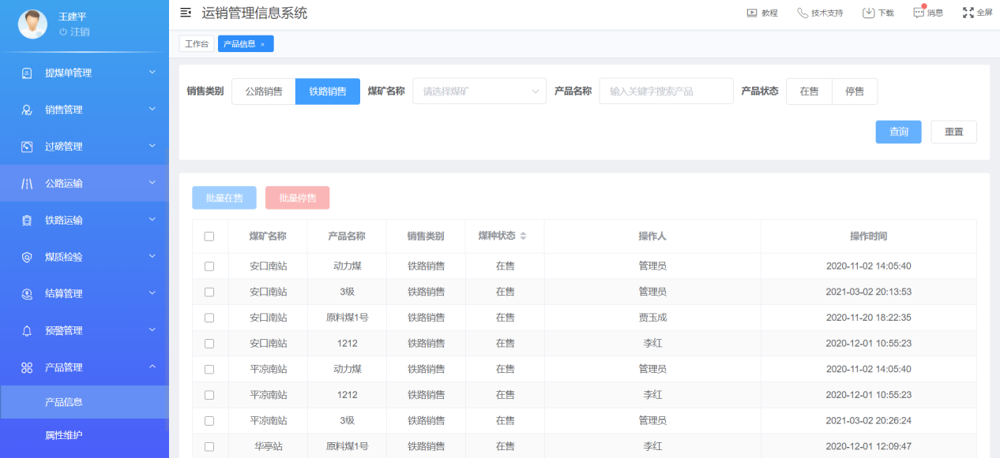 王建平
注销
提煤单管理
销售管理
过磅管理
公路运输
铁路运输
煤质检验
结算管理
预警管理
产品管理
产品信息
属性维护
运销管理信息系统
教程 技术支持 下载 消息 全屏
工作台 产品信息 ×
销售类别 公路销售 铁路销售 煤矿名称 请选择煤矿 产品名称 输入关键字搜索产品 产品状态 在售 停售
查询 重置
批量在售 批量停售
煤矿名称 产品名称 销售类别 煤种状态 操作人 操作时间
安口南站 动力煤 铁路销售 在售 管理员 2020-11-02 14:05:40
安口南站 3级 铁路销售 在售 管理员 2021-03-02 20:13:53
安口南站 原料煤1号 铁路销售 在售 贾玉成 2020-11-20 18:22:35
安口南站 1212 铁路销售 在售 李红 2020-12-01 10:55:23
平凉南站 动力煤 铁路销售 在售 管理员 2020-11-02 14:05:40
平凉南站 1212 铁路销售 在售 李红 2020-12-01 10:55:23
平凉南站 3级 铁路销售 在售 管理员 2021-03-02 20:26:24
华亭站 原料煤1号 铁路销售 在售 李红 2020-12-01 12:09:47